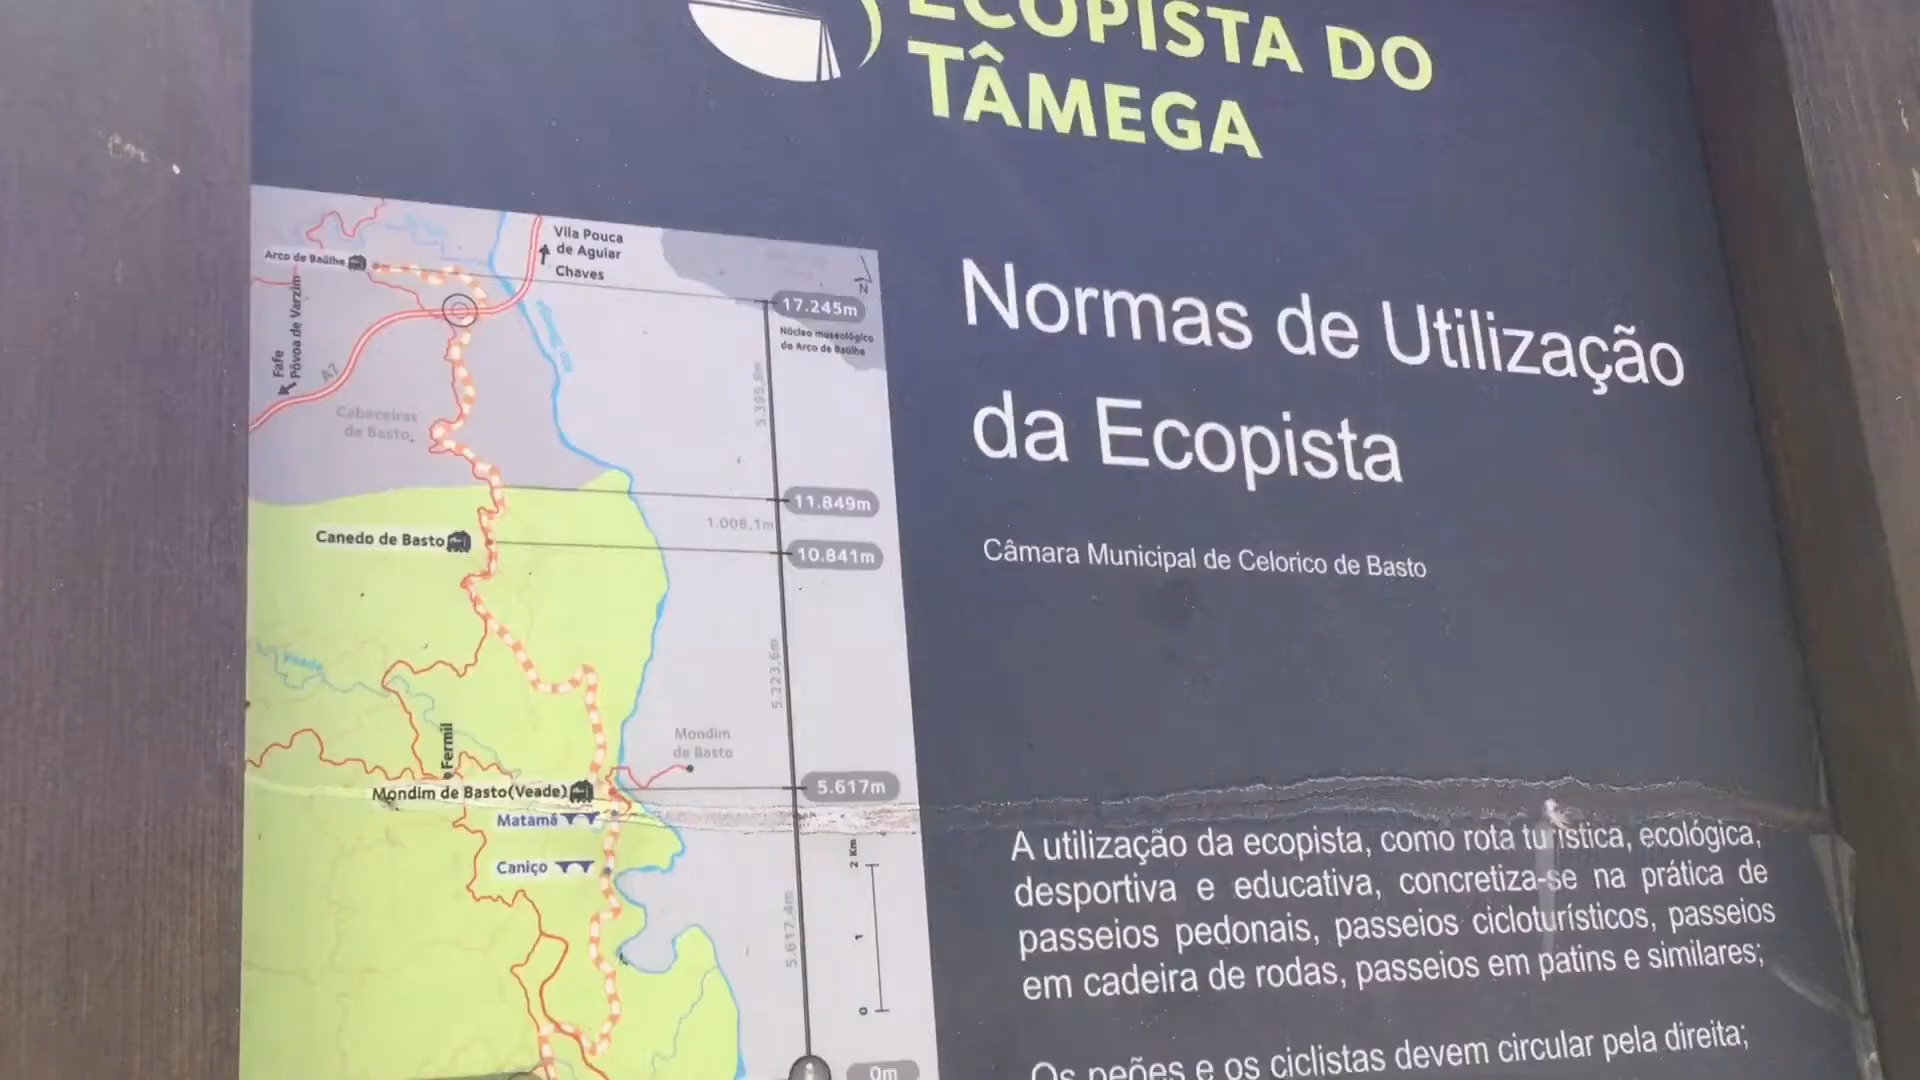 ECOPISTA DO
TÂMEGA
Vila Pouca
de Aguiar
Chaves
Arco de Baúlhe
N
17.245m
Núcleo museológico
do Arco de Baúlhe
Fafe
Póvoa de Varzim
A7
5.395,8m
Cabeceiras
de Basto
11.849m
1.008,1m
Canedo de Basto
10.841m
Veade
5.223,6m
Fermil
Mondim
de Basto
Mondim de Basto(Veade)
5.617m
Matamá
Caniço
2 Km
1
0
5.617,4m
0m
Normas de Utilização
da Ecopista
Câmara Municipal de Celorico de Basto
A utilização da ecopista, como rota turística, ecológica,
desportiva e educativa, concretiza-se na prática de
passeios pedonais, passeios cicloturísticos, passeios
em cadeira de rodas, passeios em patins e similares;
Os peões e os ciclistas devem circular pela direita;